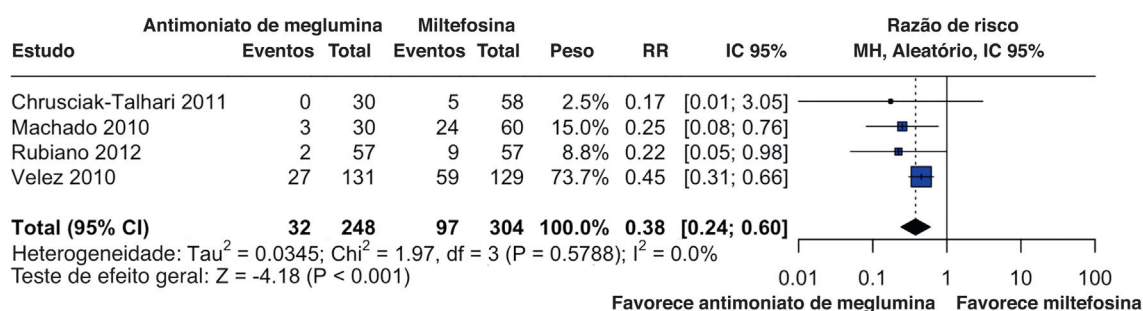 Antimoniato de meglumina Miltefosina Razão de risco
Estudo Eventos Total Eventos Total Peso RR IC 95% MH, Aleatório, IC 95%
Chrusciak-Talhari 2011 0 30 5 58 2.5% 0.17 [0.01; 3.05]
Machado 2010 3 30 24 60 15.0% 0.25 [0.08; 0.76]
Rubiano 2012 2 57 9 57 8.8% 0.22 [0.05; 0.98]
Velez 2010 27 131 59 129 73.7% 0.45 [0.31; 0.66]
Total (95% CI) 32 248 97 304 100.0% 0.38 [0.24; 0.60]
Heterogeneidade: Tau² = 0.0345; Chi² = 1.97, df = 3 (P = 0.5788); I² = 0.0%
Teste de efeito geral: Z = -4.18 (P < 0.001)
0.01 0.1 1 10 100
Favorece antimoniato de meglumina Favorece miltefosina